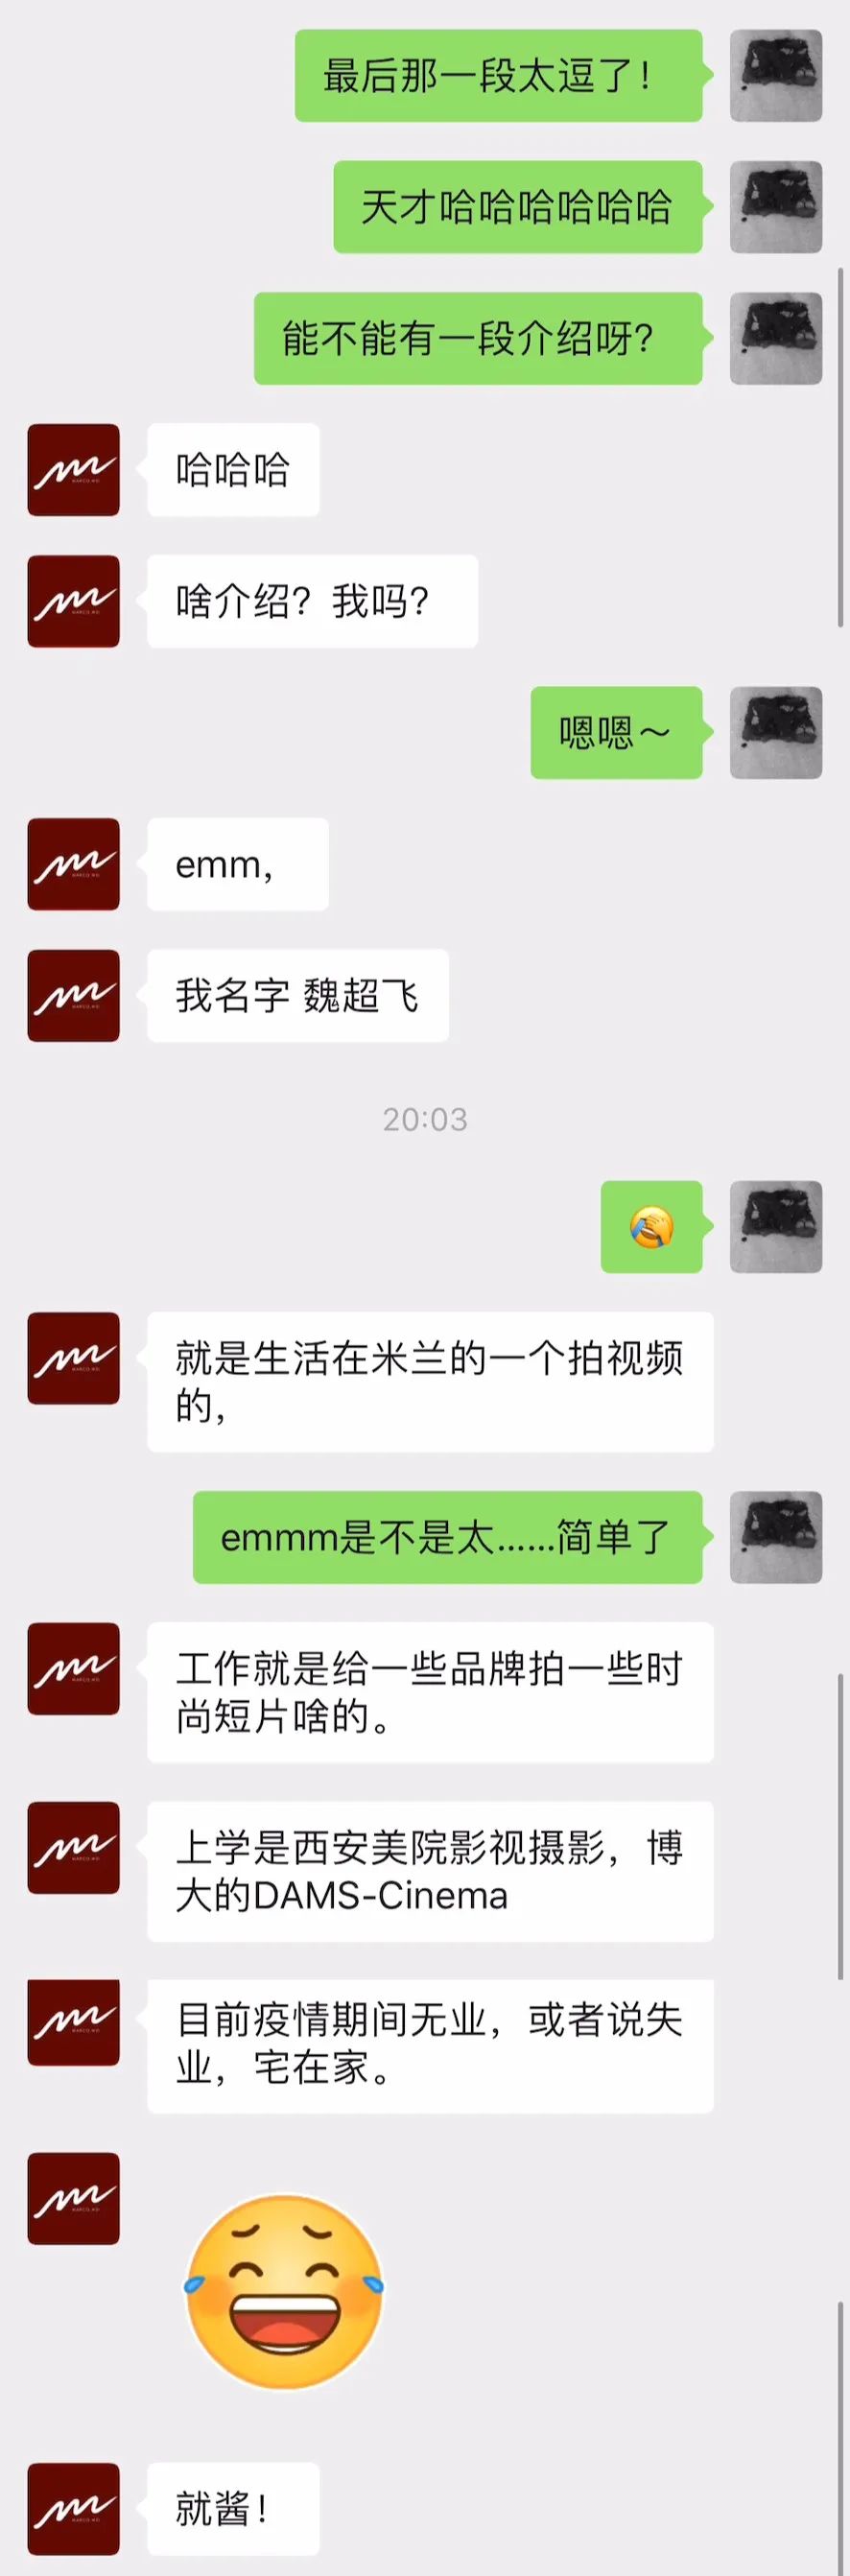 最后那一段太逗了！
天才哈哈哈哈哈哈
能不能有一段介绍呀？
哈哈哈
啥介绍？我吗？
嗯嗯～
emm，
我名字 魏超飞
20:03
就是生活在米兰的一个拍视频
的，
emmm是不是太……简单了
工作就是给一些品牌拍一些时
尚短片啥的。
上学是西安美院影视摄影，博
大的DAMS-Cinema
目前疫情期间无业，或者说失
业，宅在家。
就酱！